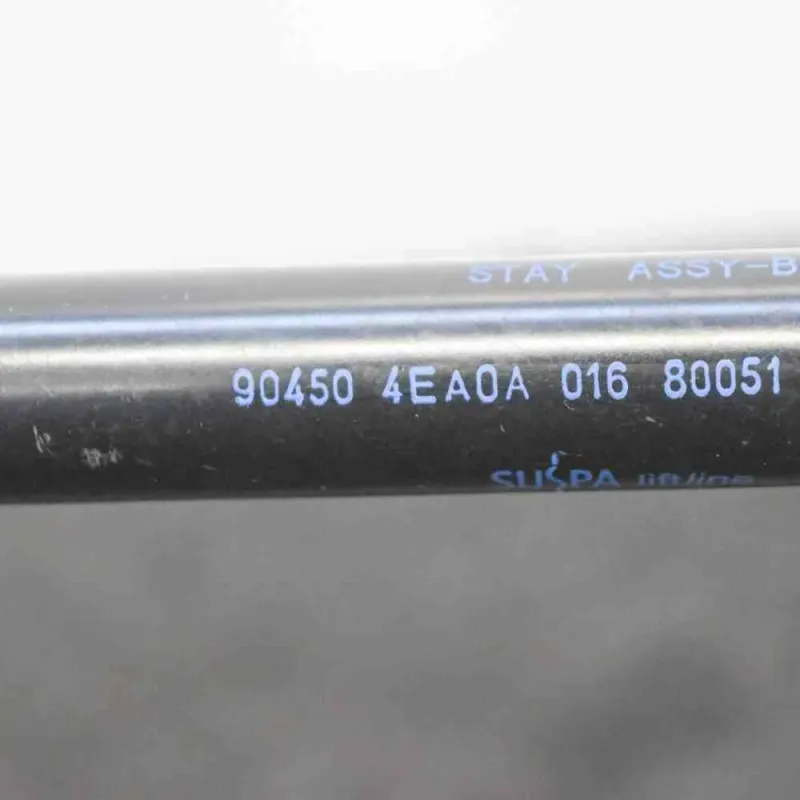 STAY ASSY-B
90450 4EA0A 016 80051
SUSPA liftline